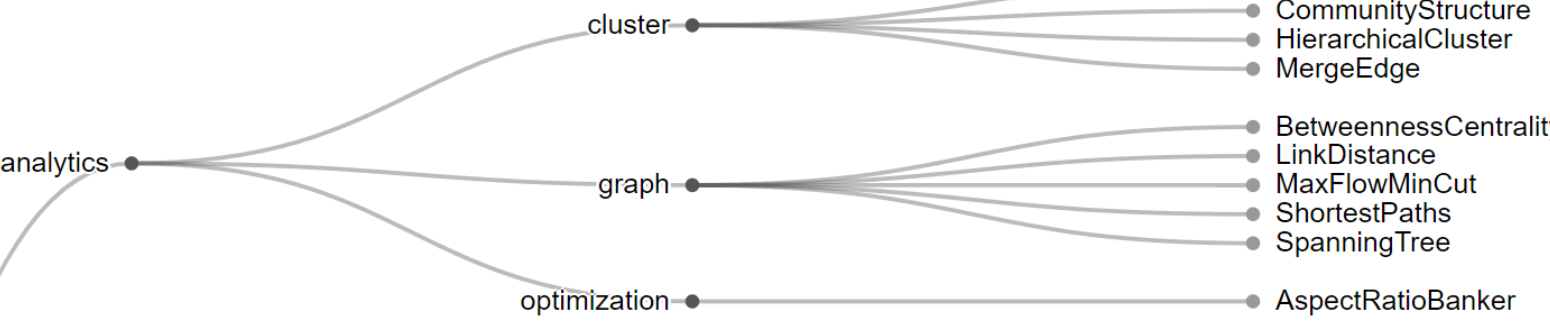 cluster
CommunityStructure
HierarchicalCluster
MergeEdge
analytics
graph
BetweennessCentralit
LinkDistance
MaxFlowMinCut
ShortestPaths
SpanningTree
optimization
AspectRatioBanker